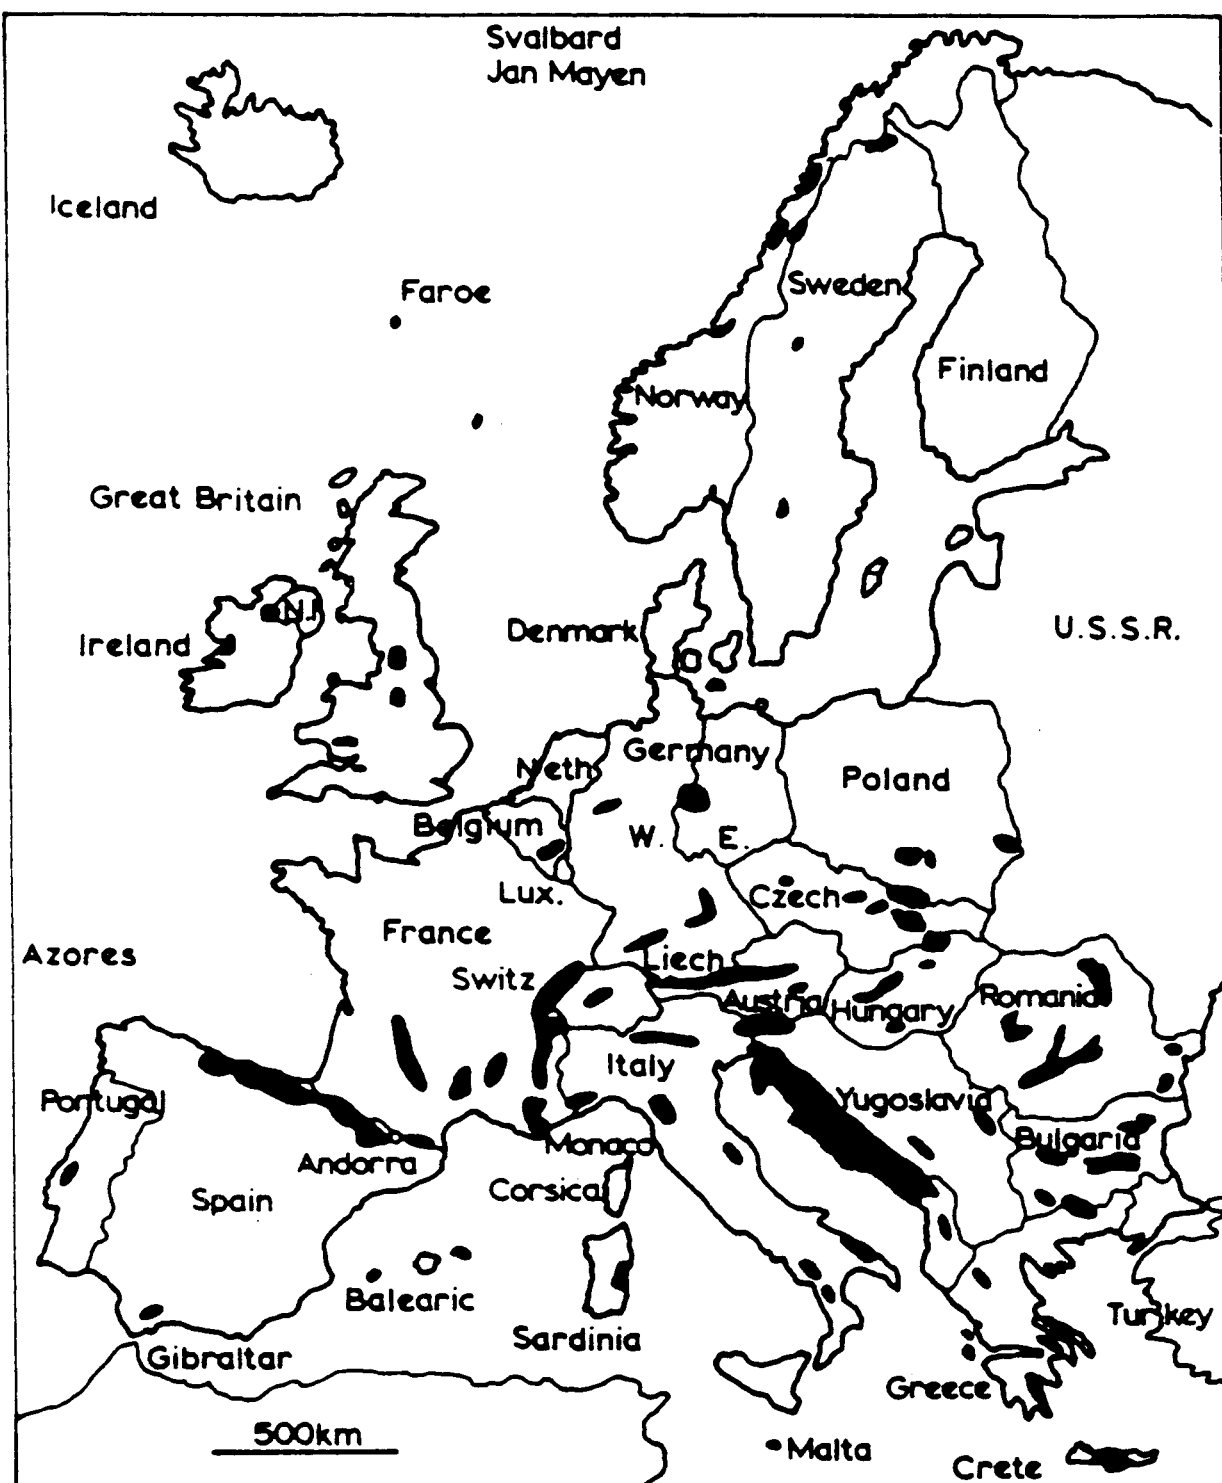 Svalbard
Jan Mayen
Iceland
Faroe
Sweden
Finland
Norway
Great Britain
N.I
Ireland
Denmark
U.S.S.R.
Germany
Neth
Poland
Belgium
W.
E.
Lux.
Czech
France
Azores
Liech
Switz
Austria
Hungary
Romania
Italy
Portugal
Yugoslavia
Bulgaria
Monaco
Andorra
Corsica
Spain
Balearic
Turkey
Sardinia
Gibraltar
Greece
500km
Malta
Crete